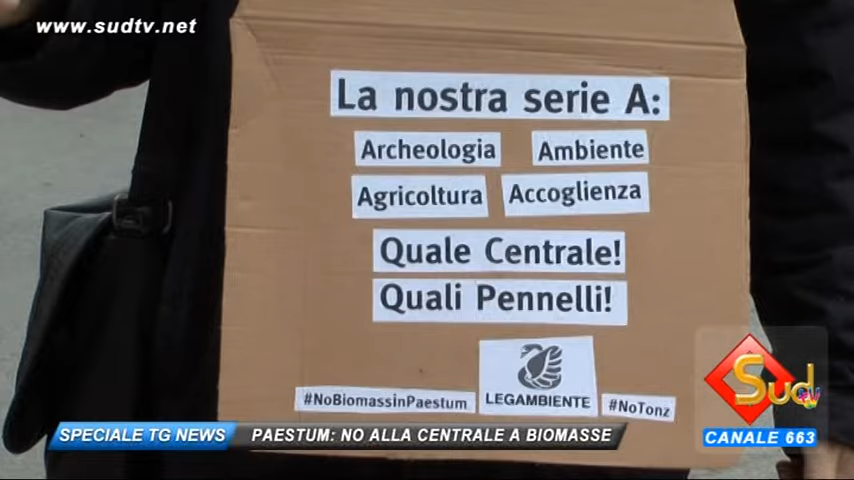 www.sudtv.net
La nostra serie A:
Archeologia Ambiente
Agricoltura Accoglienza
Quale Centrale!
Quali Pennelli!
#NoBiomassinPaestum
LEGAMBIENTE
#NoTonz
Sud tv
CANALE 663
SPECIALE TG NEWS
PAESTUM: NO ALLA CENTRALE A BIOMASSE